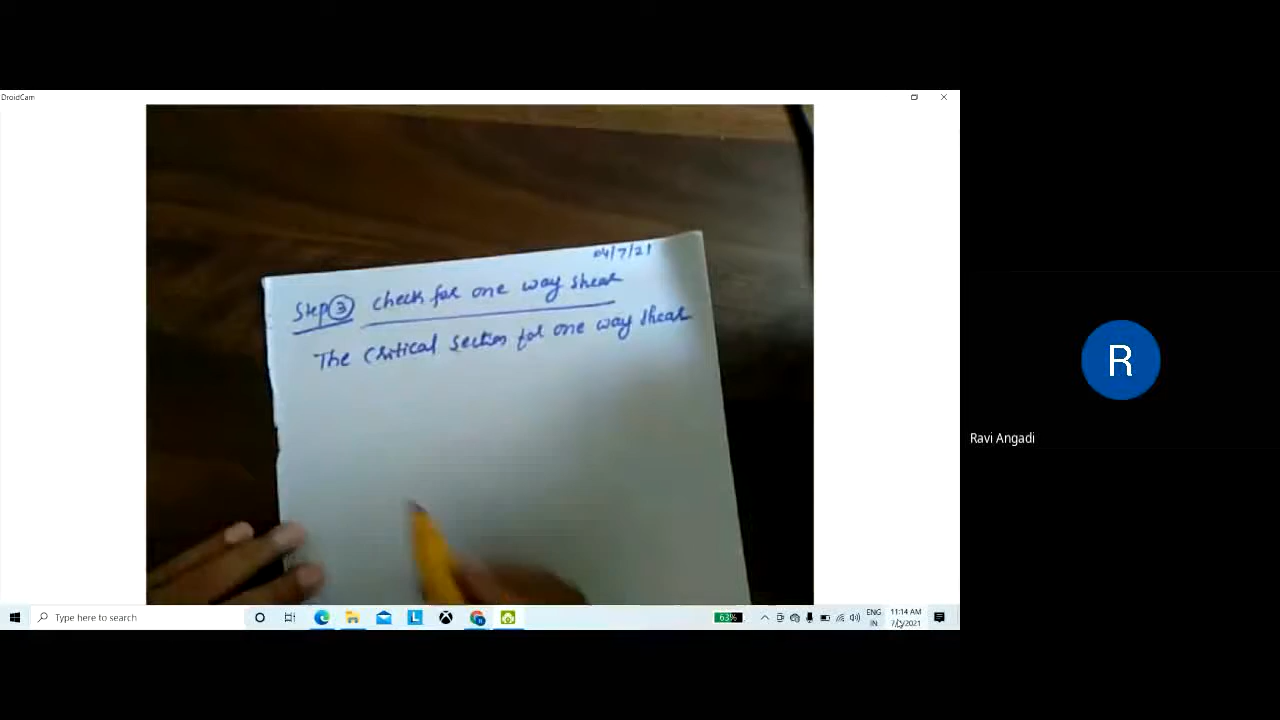 DroidCam
04/7/21
Step 3 Check for one way shear
The critical section for one way shear
R
Ravi Angadi
Type here to search
63%
ENG
IN
11:14 AM